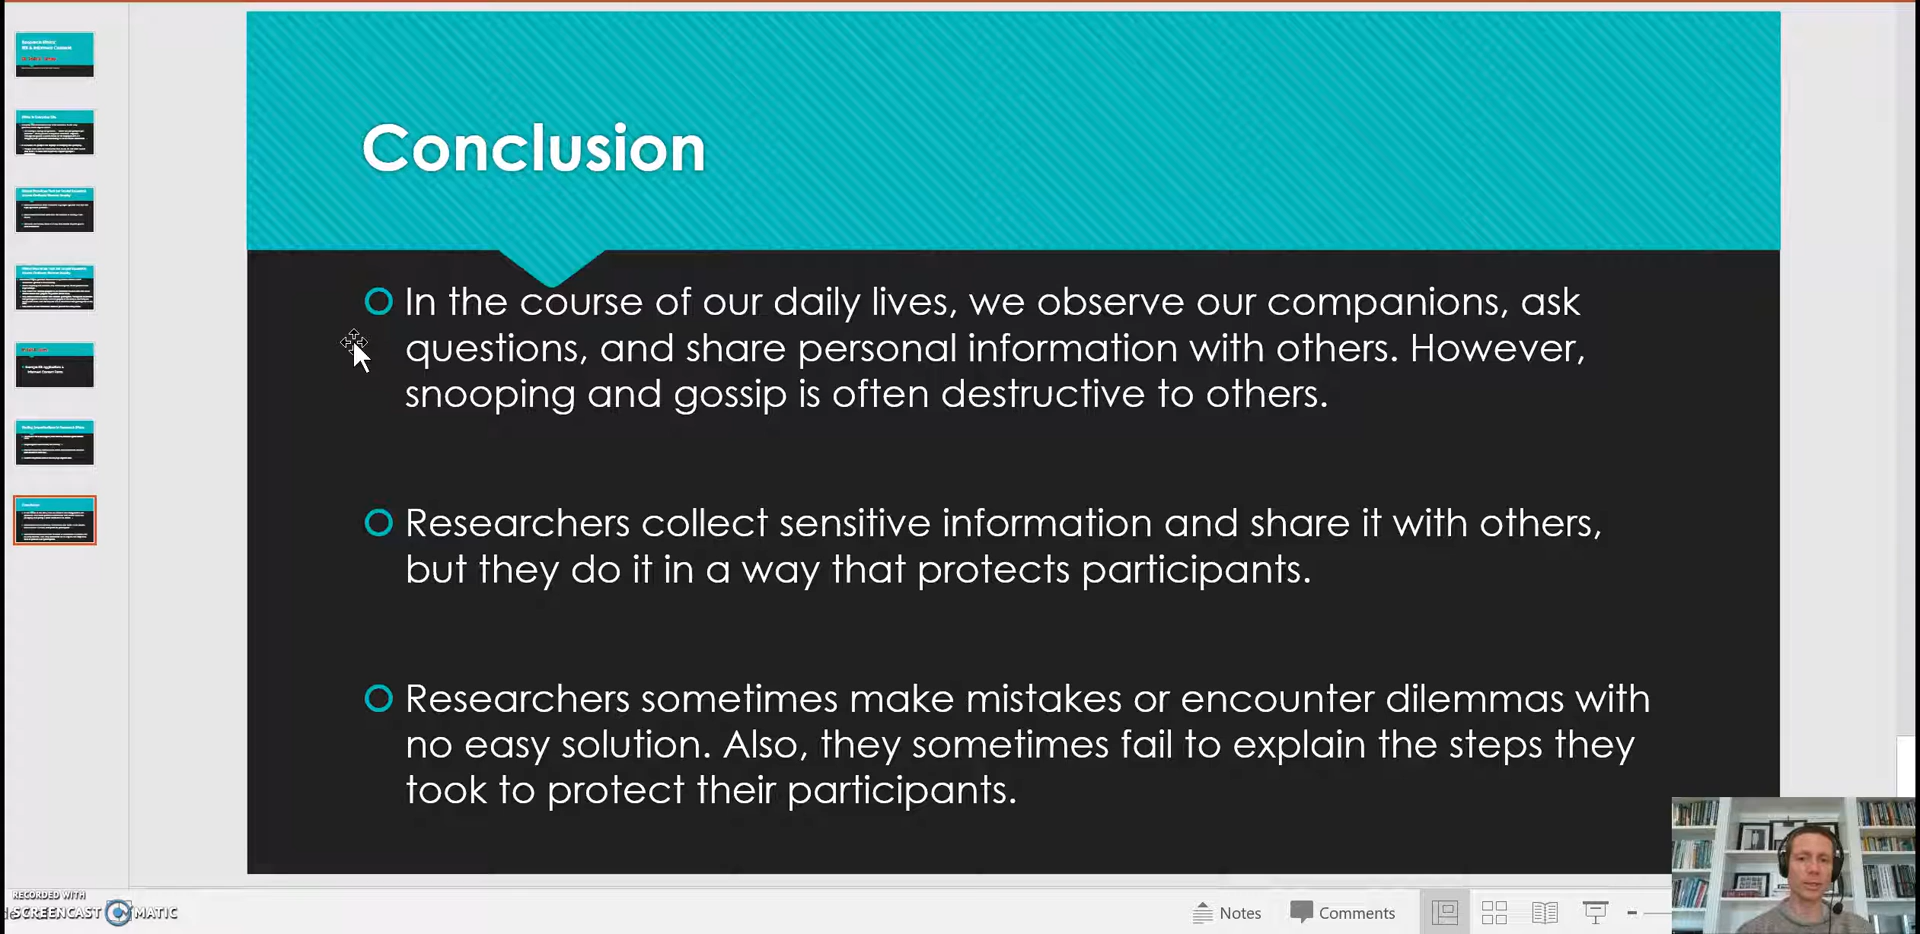 Conclusion
In the course of our daily lives, we observe our companions, ask
questions, and share personal information with others. However,
snooping and gossip is often destructive to others.
Researchers collect sensitive information and share it with others,
but they do it in a way that protects participants.
Researchers sometimes make mistakes or encounter dilemmas with
no easy solution. Also, they sometimes fail to explain the steps they
took to protect their participants.
RECORDED WITH
SCREENCAST MATIC
Notes
Comments